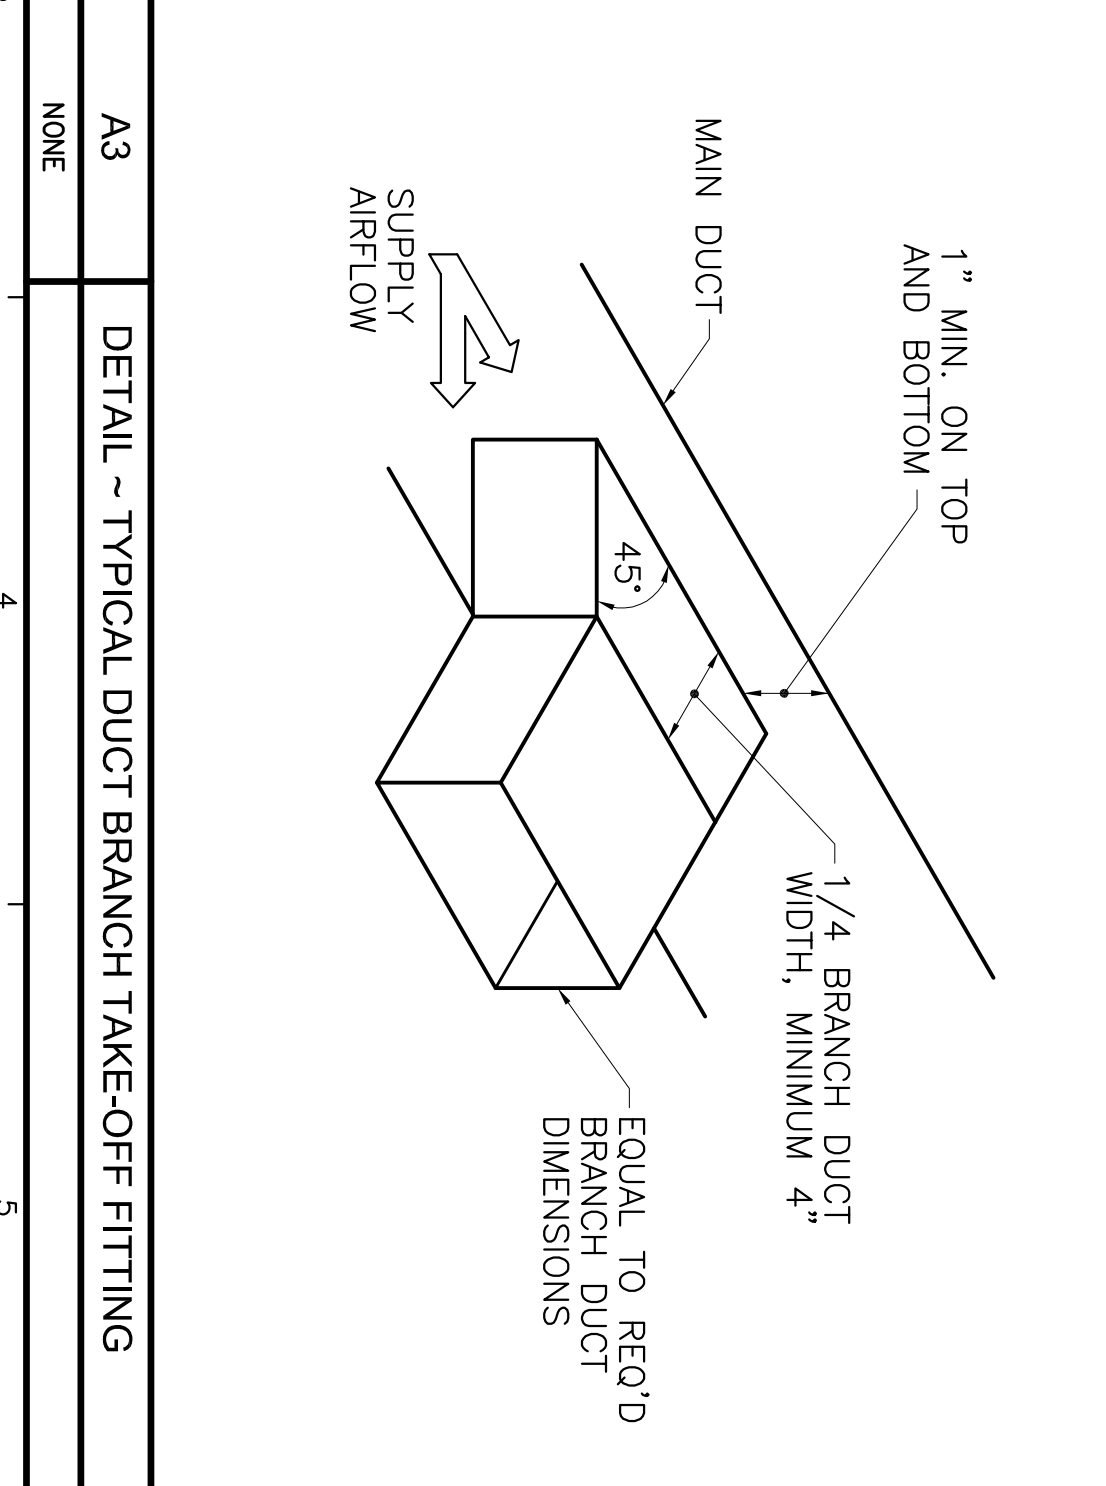 1" MIN. ON TOP
AND BOTTOM
MAIN DUCT
1/4 BRANCH DUCT
WIDTH, MINIMUM 4"
45°
SUPPLY
AIRFLOW
EQUAL TO REQ'D
BRANCH DUCT
DIMENSIONS
A3
DETAIL ~ TYPICAL DUCT BRANCH TAKE-OFF FITTING
NONE
4
5